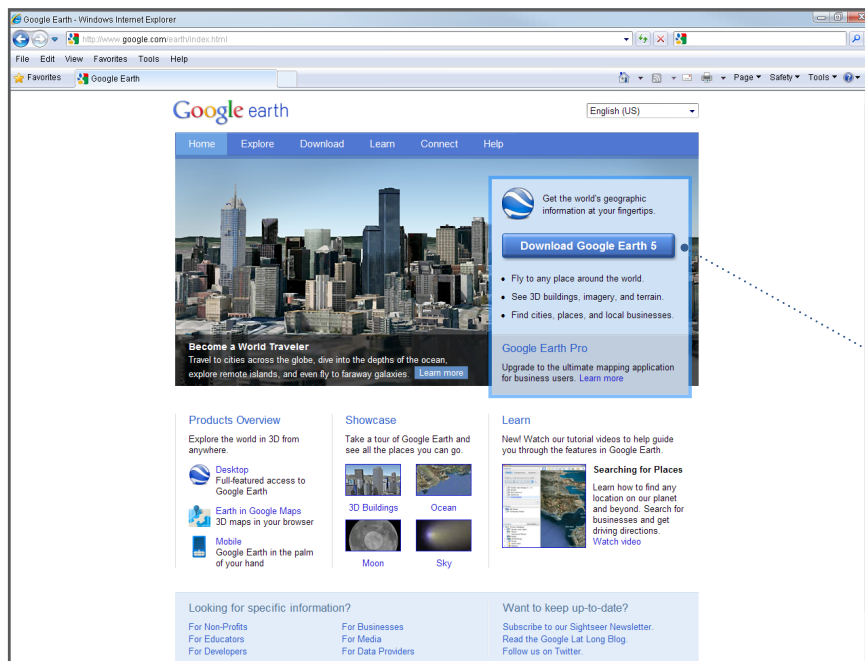 Google Earth - Windows Internet Explorer
http://www.google.com/earth/index.html
File Edit View Favorites Tools Help
Favorites Google Earth Page Safety Tools
Google earth
English (US)
Home Explore Download Learn Connect Help
Get the world's geographic
information at your fingertips.
Download Google Earth 5
• Fly to any place around the world.
• See 3D buildings, imagery, and terrain.
• Find cities, places, and local businesses.
Become a World Traveler
Travel to cities across the globe, dive into the depths of the ocean,
explore remote islands, and even fly to faraway galaxies. Learn more
Google Earth Pro
Upgrade to the ultimate mapping application
for business users. Learn more
Products Overview
Explore the world in 3D from
anywhere.
Desktop
Full-featured access to
Google Earth
Earth in Google Maps
3D maps in your browser
Mobile
Google Earth in the palm
of your hand
Showcase
Take a tour of Google Earth and
see all the places you can go.
3D Buildings Ocean
Moon Sky
Learn
New! Watch our tutorial videos to help guide
you through the features in Google Earth.
Searching for Places
Learn how to find any
location on our planet
and beyond. Search for
businesses and get
driving directions.
Watch video
Looking for specific information?
For Non-Profits
For Educators
For Developers
For Businesses
For Media
For Data Providers
Want to keep up-to-date?
Subscribe to our Sightseer Newsletter.
Read the Google Lat Long Blog.
Follow us on Twitter.